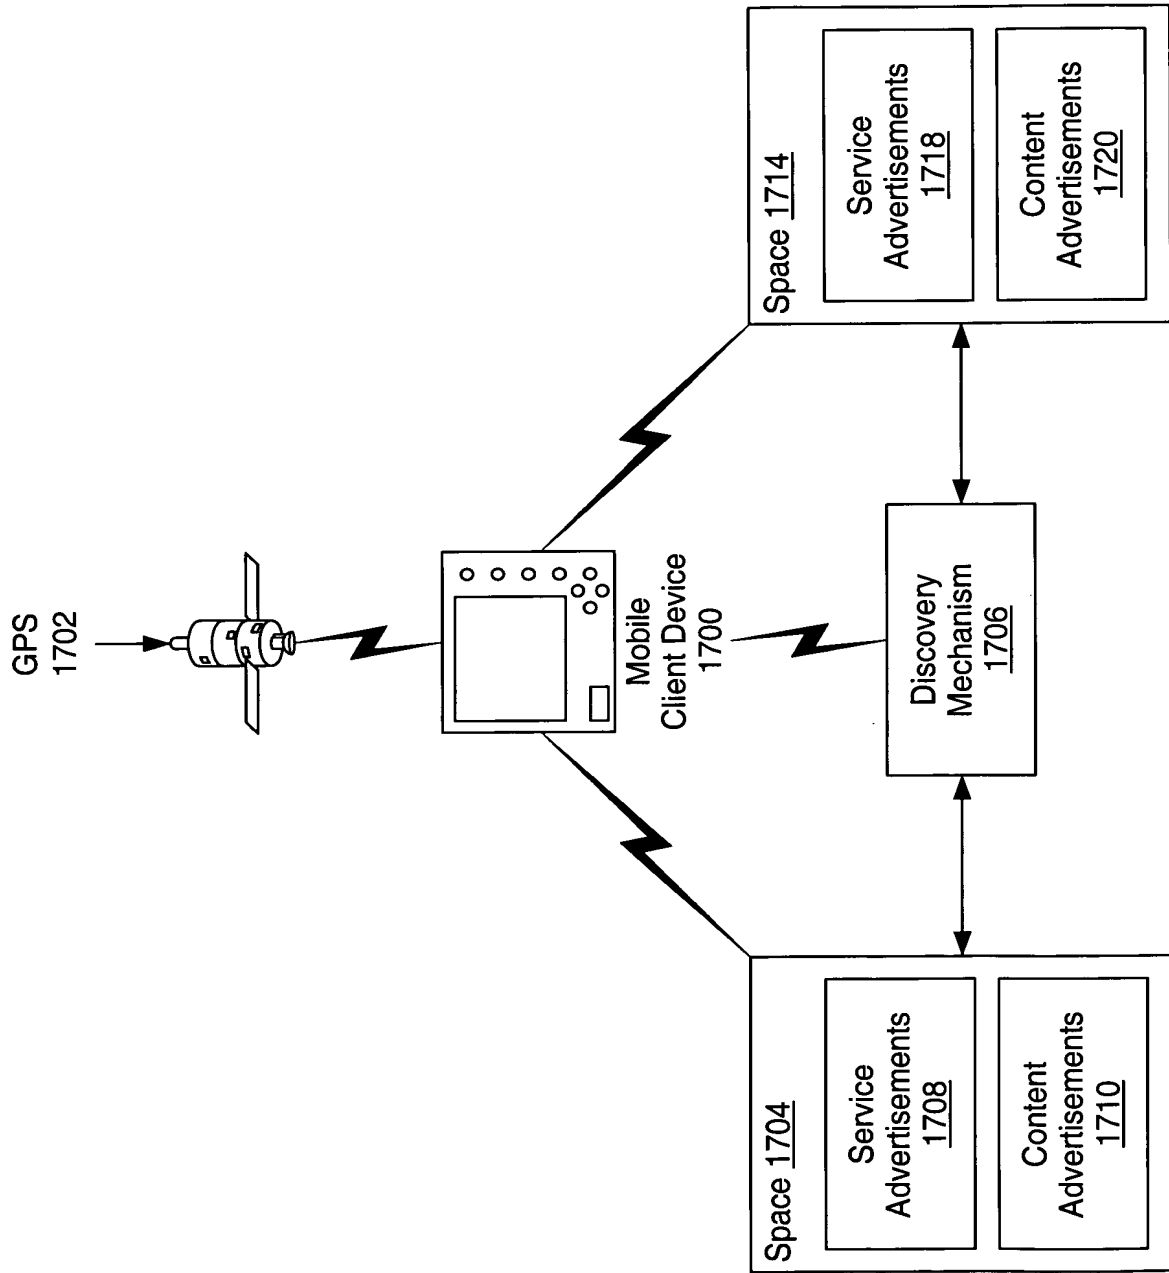 GPS
1702
Mobile
Client Device
1700
Discovery
Mechanism
1706
Space 1704
Service
Advertisements
1708
Content
Advertisements
1710
Space 1714
Service
Advertisements
1718
Content
Advertisements
1720